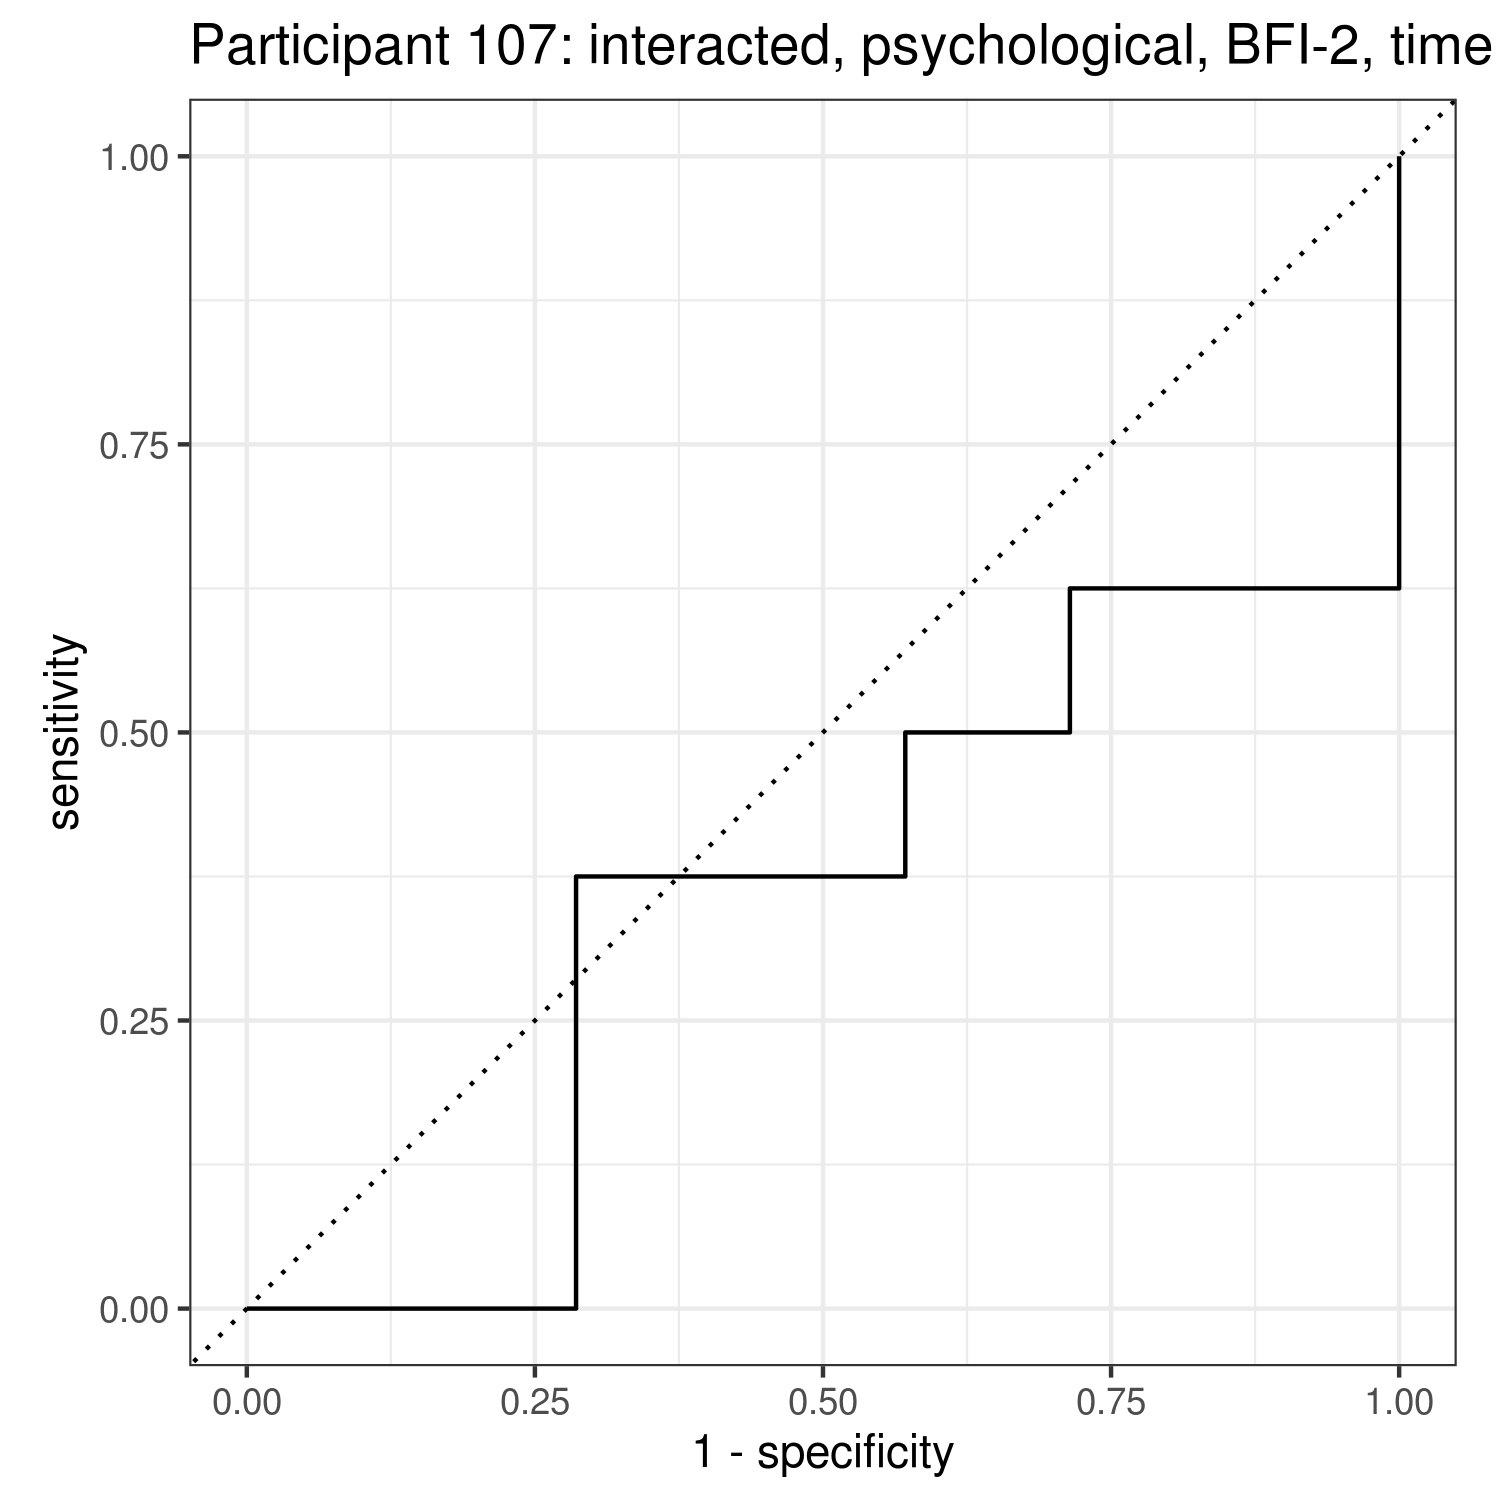 Participant 107: interacted, psychological, BFI-2, time
1.00
0.75
0.50
0.25
0.00
sensitivity
0.00 0.25 0.50 0.75 1.00
1 - specificity